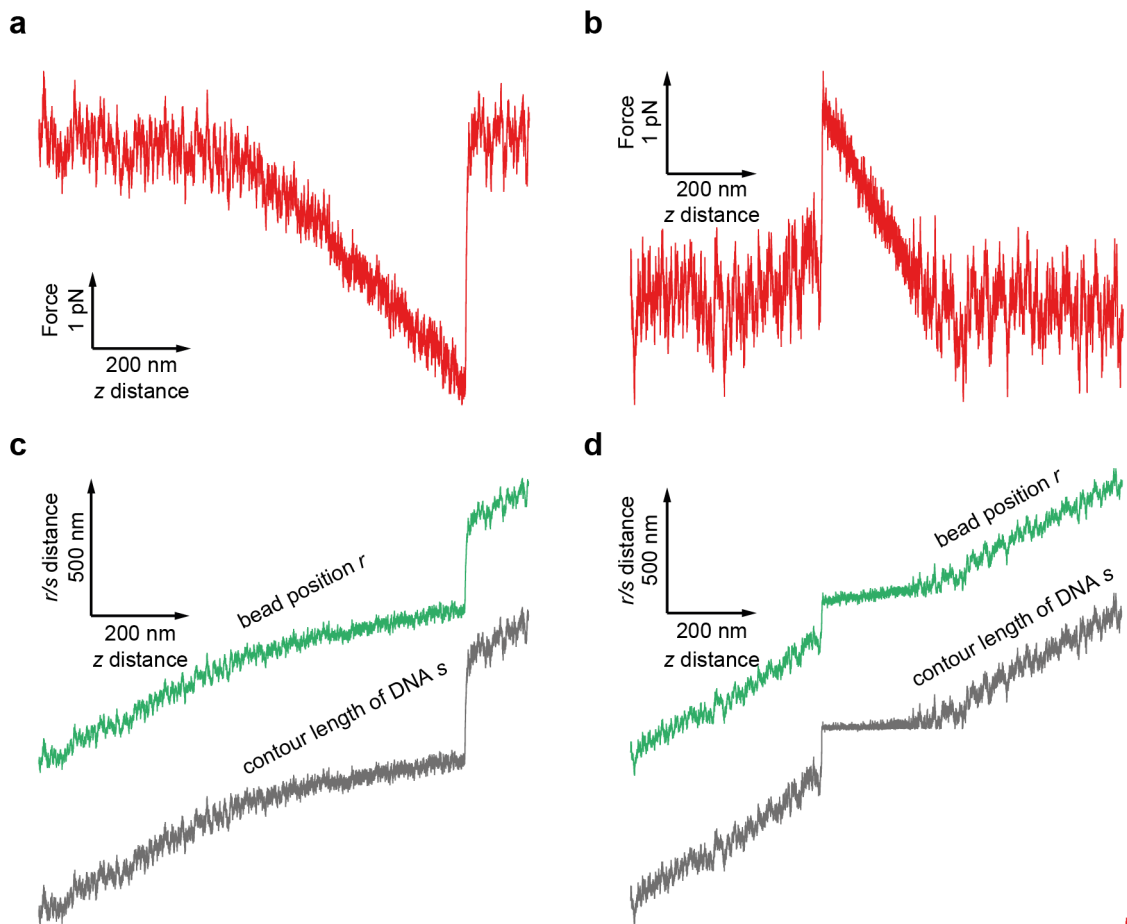 a
Force
1 pN
200 nm
z distance
b
Force
1 pN
200 nm
z distance
c
r/s distance
500 nm
200 nm
z distance
bead position r
contour length of DNA s
d
r/s distance
500 nm
200 nm
z distance
bead position r
contour length of DNA s